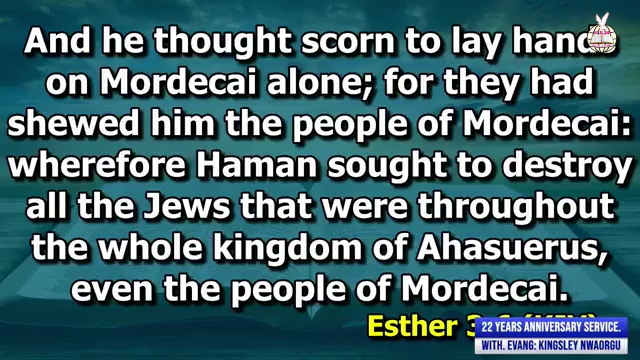 And he thought scorn to lay hands
on Mordecai alone; for they had
shewed him the people of Mordecai:
wherefore Haman sought to destroy
all the Jews that were throughout
the whole kingdom of Ahasuerus,
even the people of Mordecai.
Esther 3:6 (KJV)
22 YEARS ANNIVERSARY SERVICE.
WITH. EVANG: KINGSLEY NWAORGU